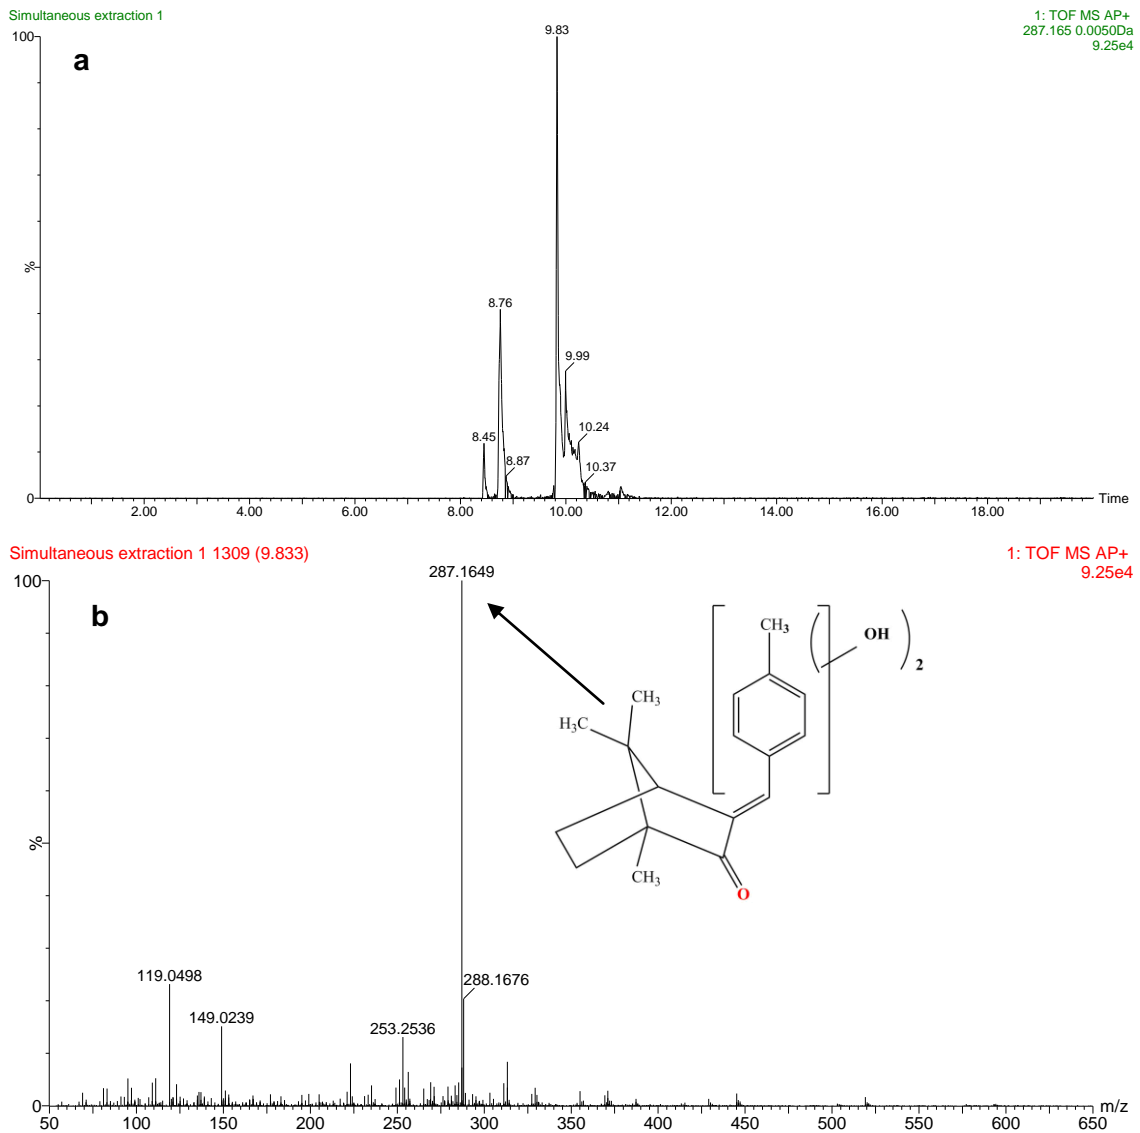 Simultaneous extraction 1
1: TOF MS AP+
287.165 0.0050Da
9.25e4
100
a
9.83
%
8.76
9.99
8.45
8.87
10.24
10.37
0
2.00 4.00 6.00 8.00 10.00 12.00 14.00 16.00 18.00
Time
Simultaneous extraction 1 1309 (9.833)
1: TOF MS AP+
9.25e4
100
b
287.1649
CH3
OH
2
CH3
H3C
CH3
O
%
119.0498
149.0239
253.2536
288.1676
0
50 100 150 200 250 300 350 400 450 500 550 600 650
m/z